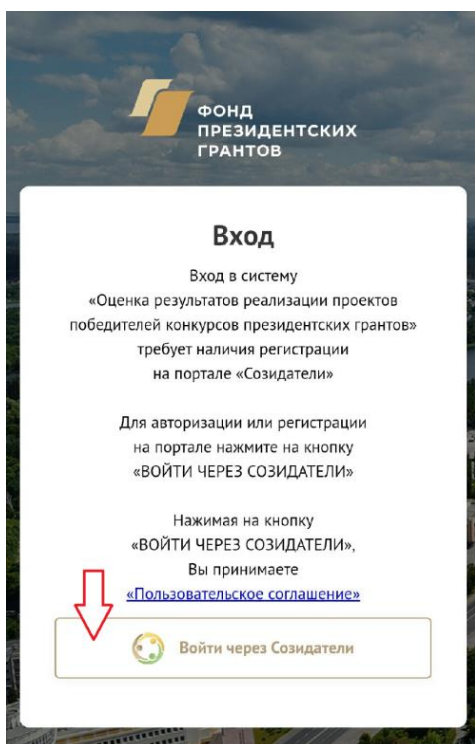 ФОНД
ПРЕЗИДЕНТСКИХ
ГРАНТОВ
Вход
Вход в систему
«Оценка результатов реализации проектов
победителей конкурсов президентских грантов»
требует наличия регистрации
на портале «Созидатели»
Для авторизации или регистрации
на портале нажмите на кнопку
«ВОЙТИ ЧЕРЕЗ СОЗИДАТЕЛИ»
Нажимая на кнопку
«ВОЙТИ ЧЕРЕЗ СОЗИДАТЕЛИ»,
Вы принимаете
«Пользовательское соглашение»
Войти через Созидатели